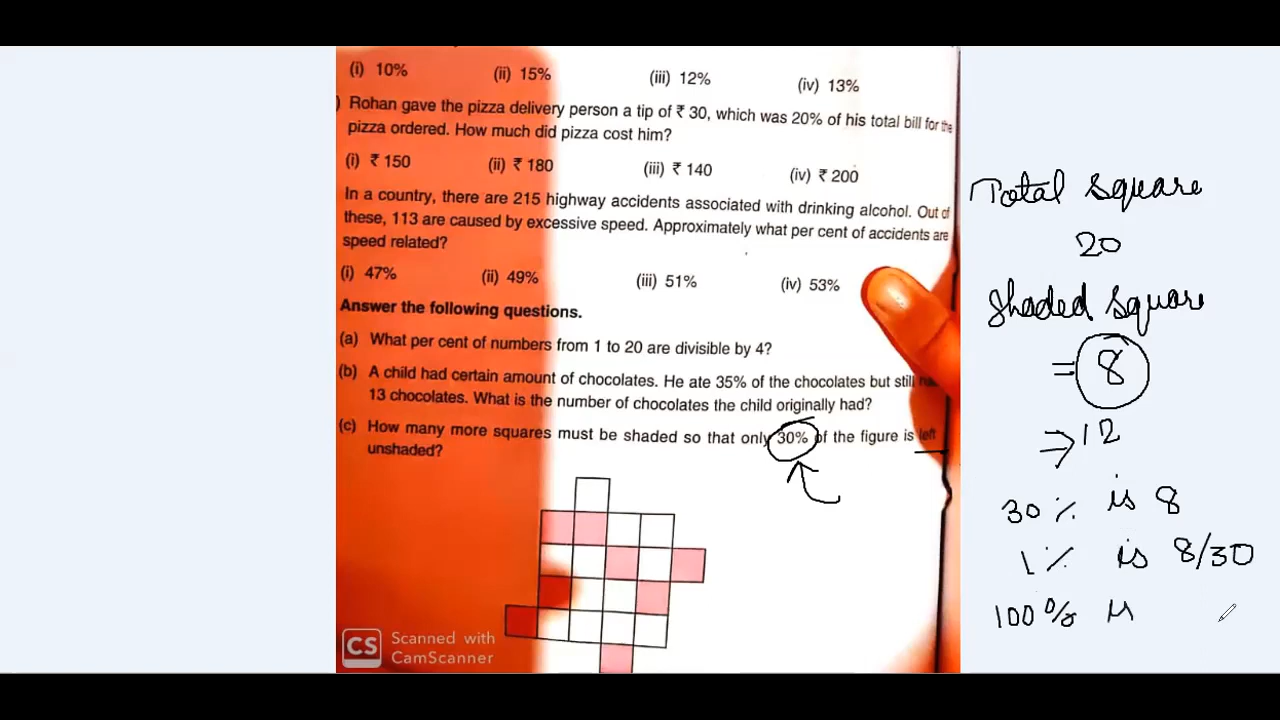 (i) 10% (ii) 15% (iii) 12% (iv) 13%
) Rohan gave the pizza delivery person a tip of ₹ 30, which was 20% of his total bill for the
pizza ordered. How much did pizza cost him?
(i) ₹ 150 (ii) ₹ 180 (iii) ₹ 140 (iv) ₹ 200
In a country, there are 215 highway accidents associated with drinking alcohol. Out of
these, 113 are caused by excessive speed. Approximately what per cent of accidents are
speed related?
(i) 47% (ii) 49% (iii) 51% (iv) 53%
Answer the following questions.
(a) What per cent of numbers from 1 to 20 are divisible by 4?
(b) A child had certain amount of chocolates. He ate 35% of the chocolates but still
13 chocolates. What is the number of chocolates the child originally had?
(c) How many more squares must be shaded so that only 30% of the figure is left
unshaded?
CS Scanned with
CamScanner
Total square
20
shaded square
= 8
⇒ 12
30 % is 8
1 % is 8/30
100 %